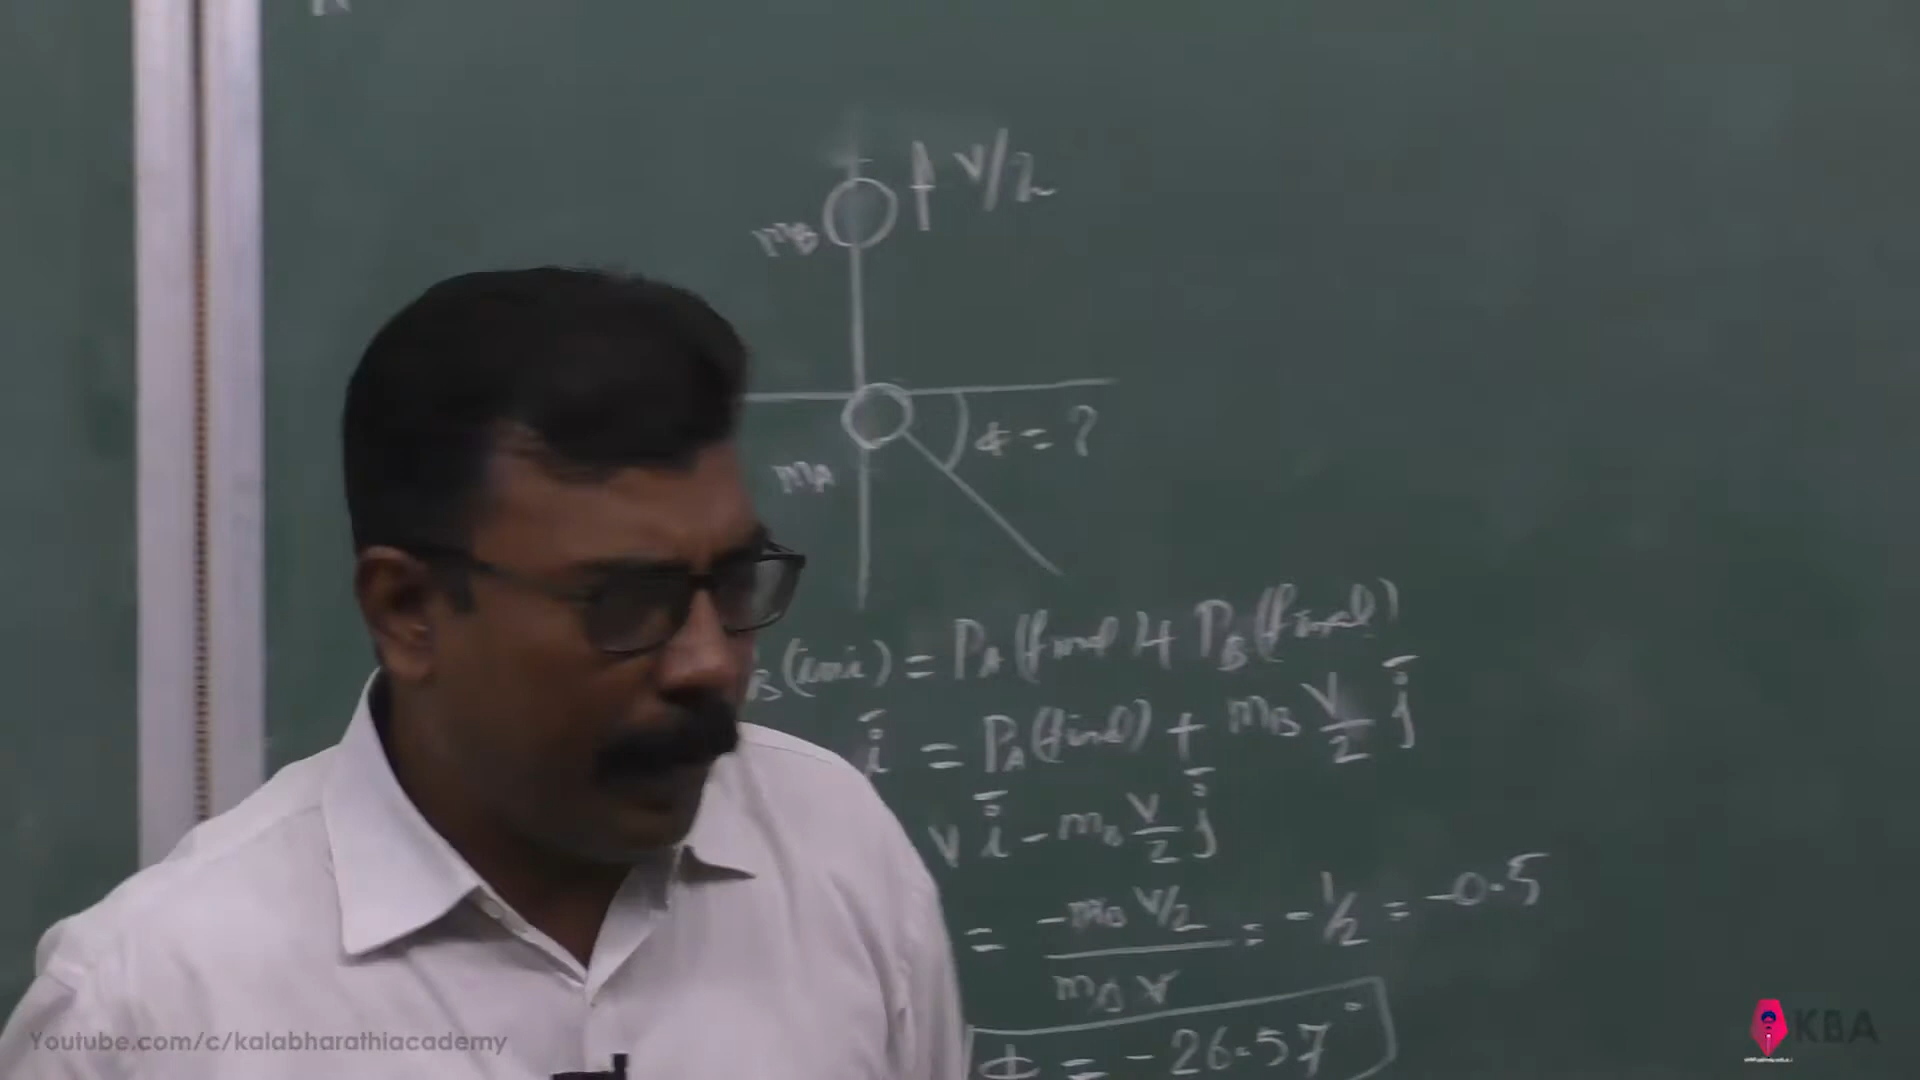 V/2
mB
ϕ = ?
mA
B(ini) = PA(final) + PB(final)
i̅ = PA(final) + mB V/2 j̅
V i̅ - mB V/2 j̅
= -mB V/2 / V = -1/2 = -0.5
ϕ = -26.57°
Youtube.com/c/kalabharathiacademy
KBA